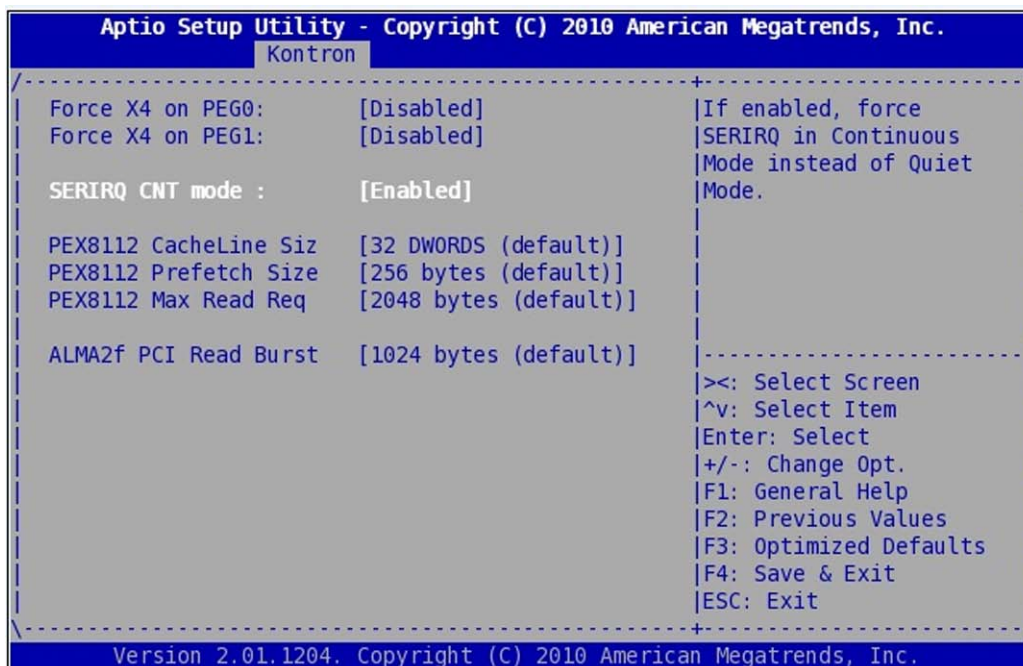 Aptio Setup Utility - Copyright (C) 2010 American Megatrends, Inc.
Kontron
Force X4 on PEG0: [Disabled]
Force X4 on PEG1: [Disabled]
SERIRQ CNT mode : [Enabled]
PEX8112 CacheLine Siz [32 DWORDS (default)]
PEX8112 Prefetch Size [256 bytes (default)]
PEX8112 Max Read Req [2048 bytes (default)]
ALMA2f PCI Read Burst [1024 bytes (default)]
If enabled, force
SERIRQ in Continuous
Mode instead of Quiet
Mode.
><: Select Screen
^v: Select Item
Enter: Select
+/-: Change Opt.
F1: General Help
F2: Previous Values
F3: Optimized Defaults
F4: Save & Exit
ESC: Exit
Version 2.01.1204. Copyright (C) 2010 American Megatrends, Inc.